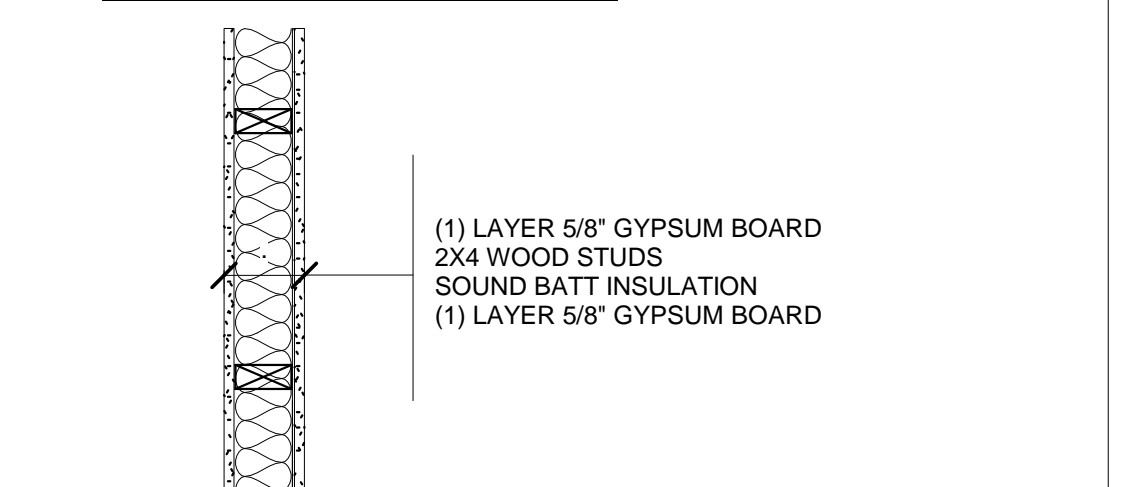 (1) LAYER 5/8" GYPSUM BOARD
2X4 WOOD STUDS
SOUND BATT INSULATION
(1) LAYER 5/8" GYPSUM BOARD